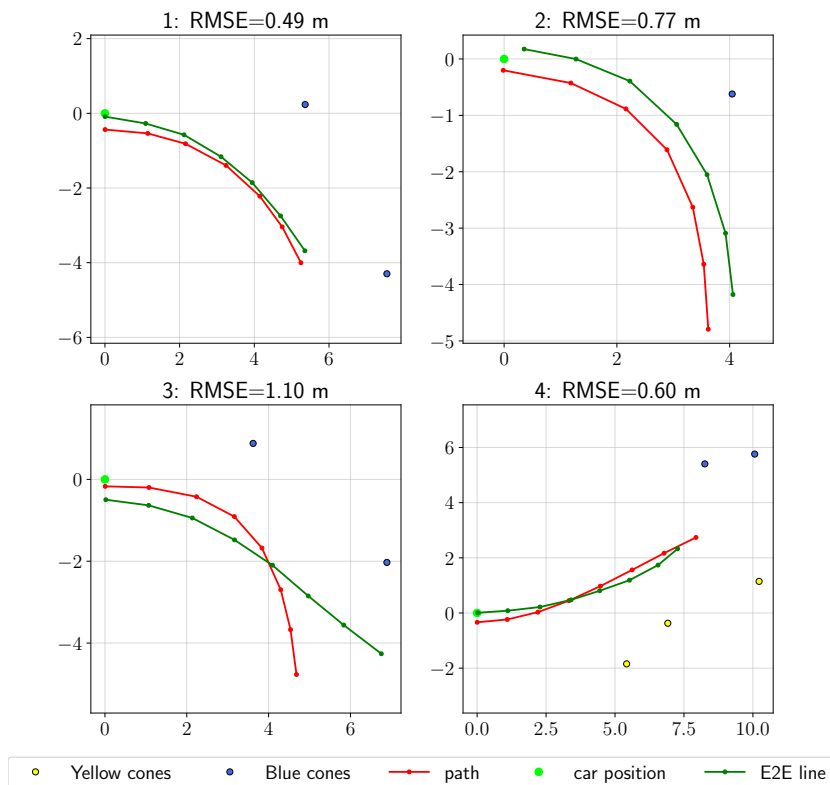 1: RMSE=0.49 m
2: RMSE=0.77 m
2
0
−2
−4
−6
0 2 4 6
0
−1
−2
−3
−4
−5
0 2 4
3: RMSE=1.10 m
4: RMSE=0.60 m
0
−2
−4
0 2 4 6
6
4
2
0
−2
0.0 2.5 5.0 7.5 10.0
Yellow cones Blue cones path car position E2E line